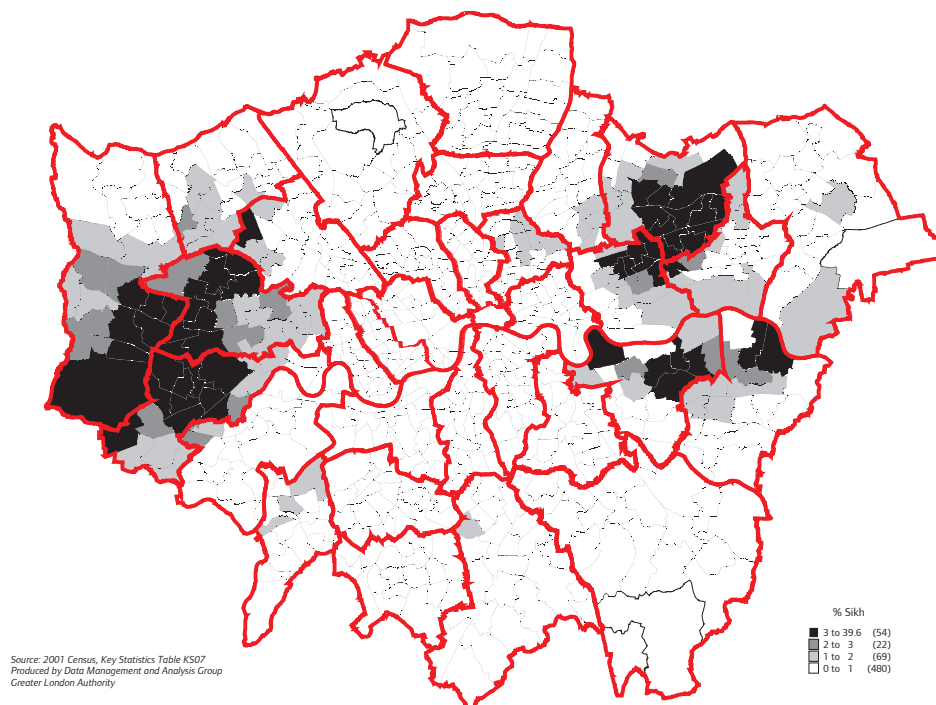 % Sikh
3 to 39.6 (54)
2 to 3 (22)
1 to 2 (69)
0 to 1 (480)
Source: 2001 Census, Key Statistics Table KS07
Produced by Data Management and Analysis Group
Greater London Authority